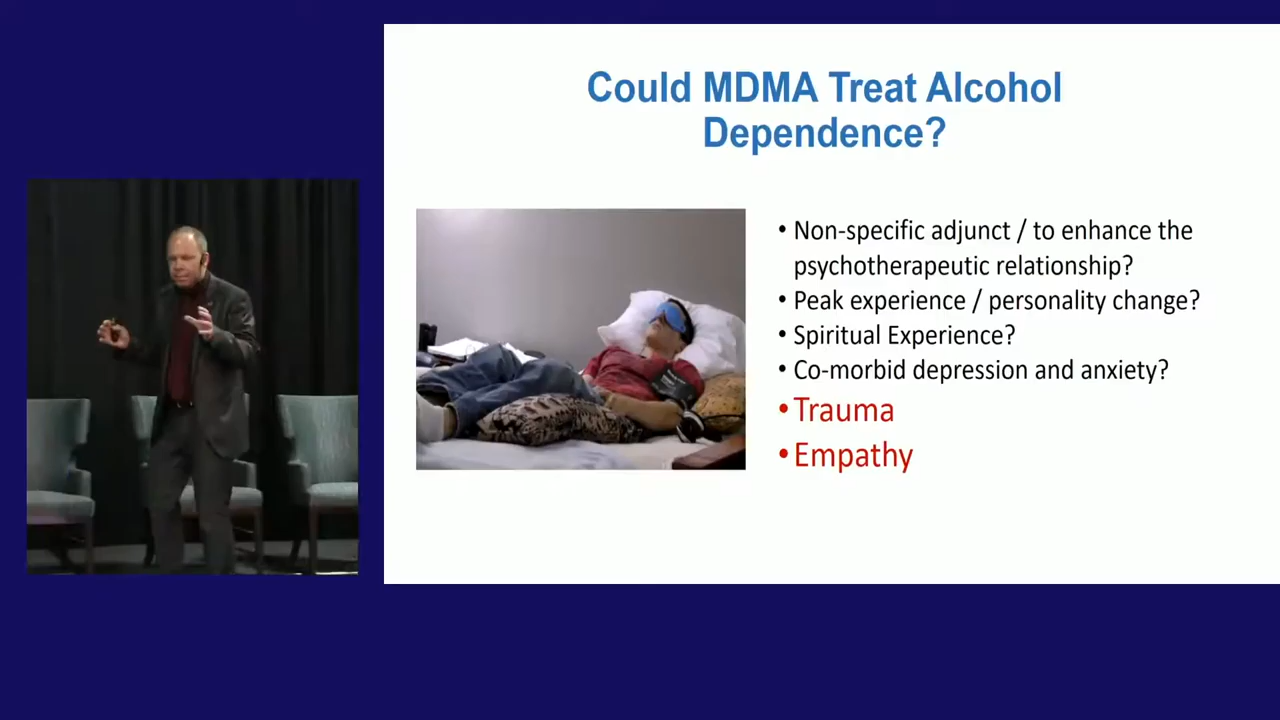 Could MDMA Treat Alcohol
Dependence?
• Non-specific adjunct / to enhance the
psychotherapeutic relationship?
• Peak experience / personality change?
• Spiritual Experience?
• Co-morbid depression and anxiety?
• Trauma
• Empathy